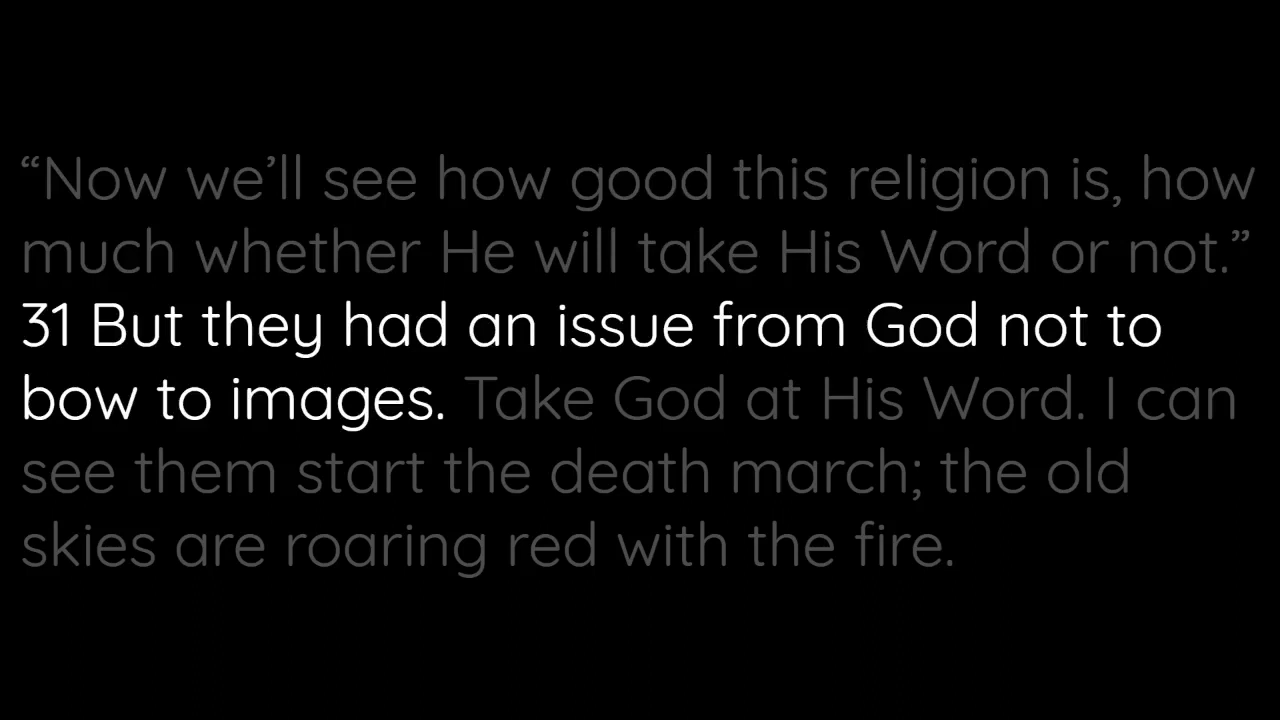 “Now we’ll see how good this religion is, how
much whether He will take His Word or not.”
31 But they had an issue from God not to
bow to images. Take God at His Word. I can
see them start the death march; the old
skies are roaring red with the fire.